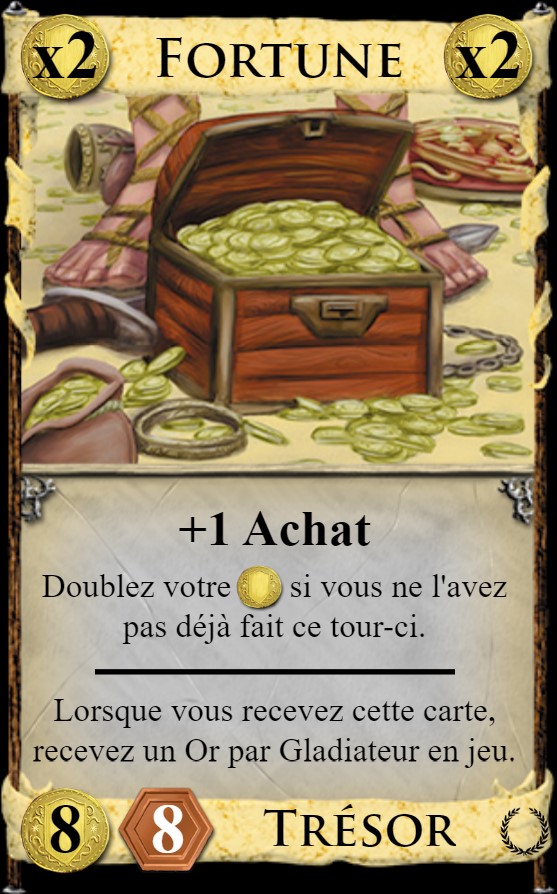 x2 FORTUNE x2
+1 Achat
Doublez votre si vous ne l'avez
pas déjà fait ce tour-ci.
Lorsque vous recevez cette carte,
recevez un Or par Gladiateur en jeu.
8 8 TRÉSOR